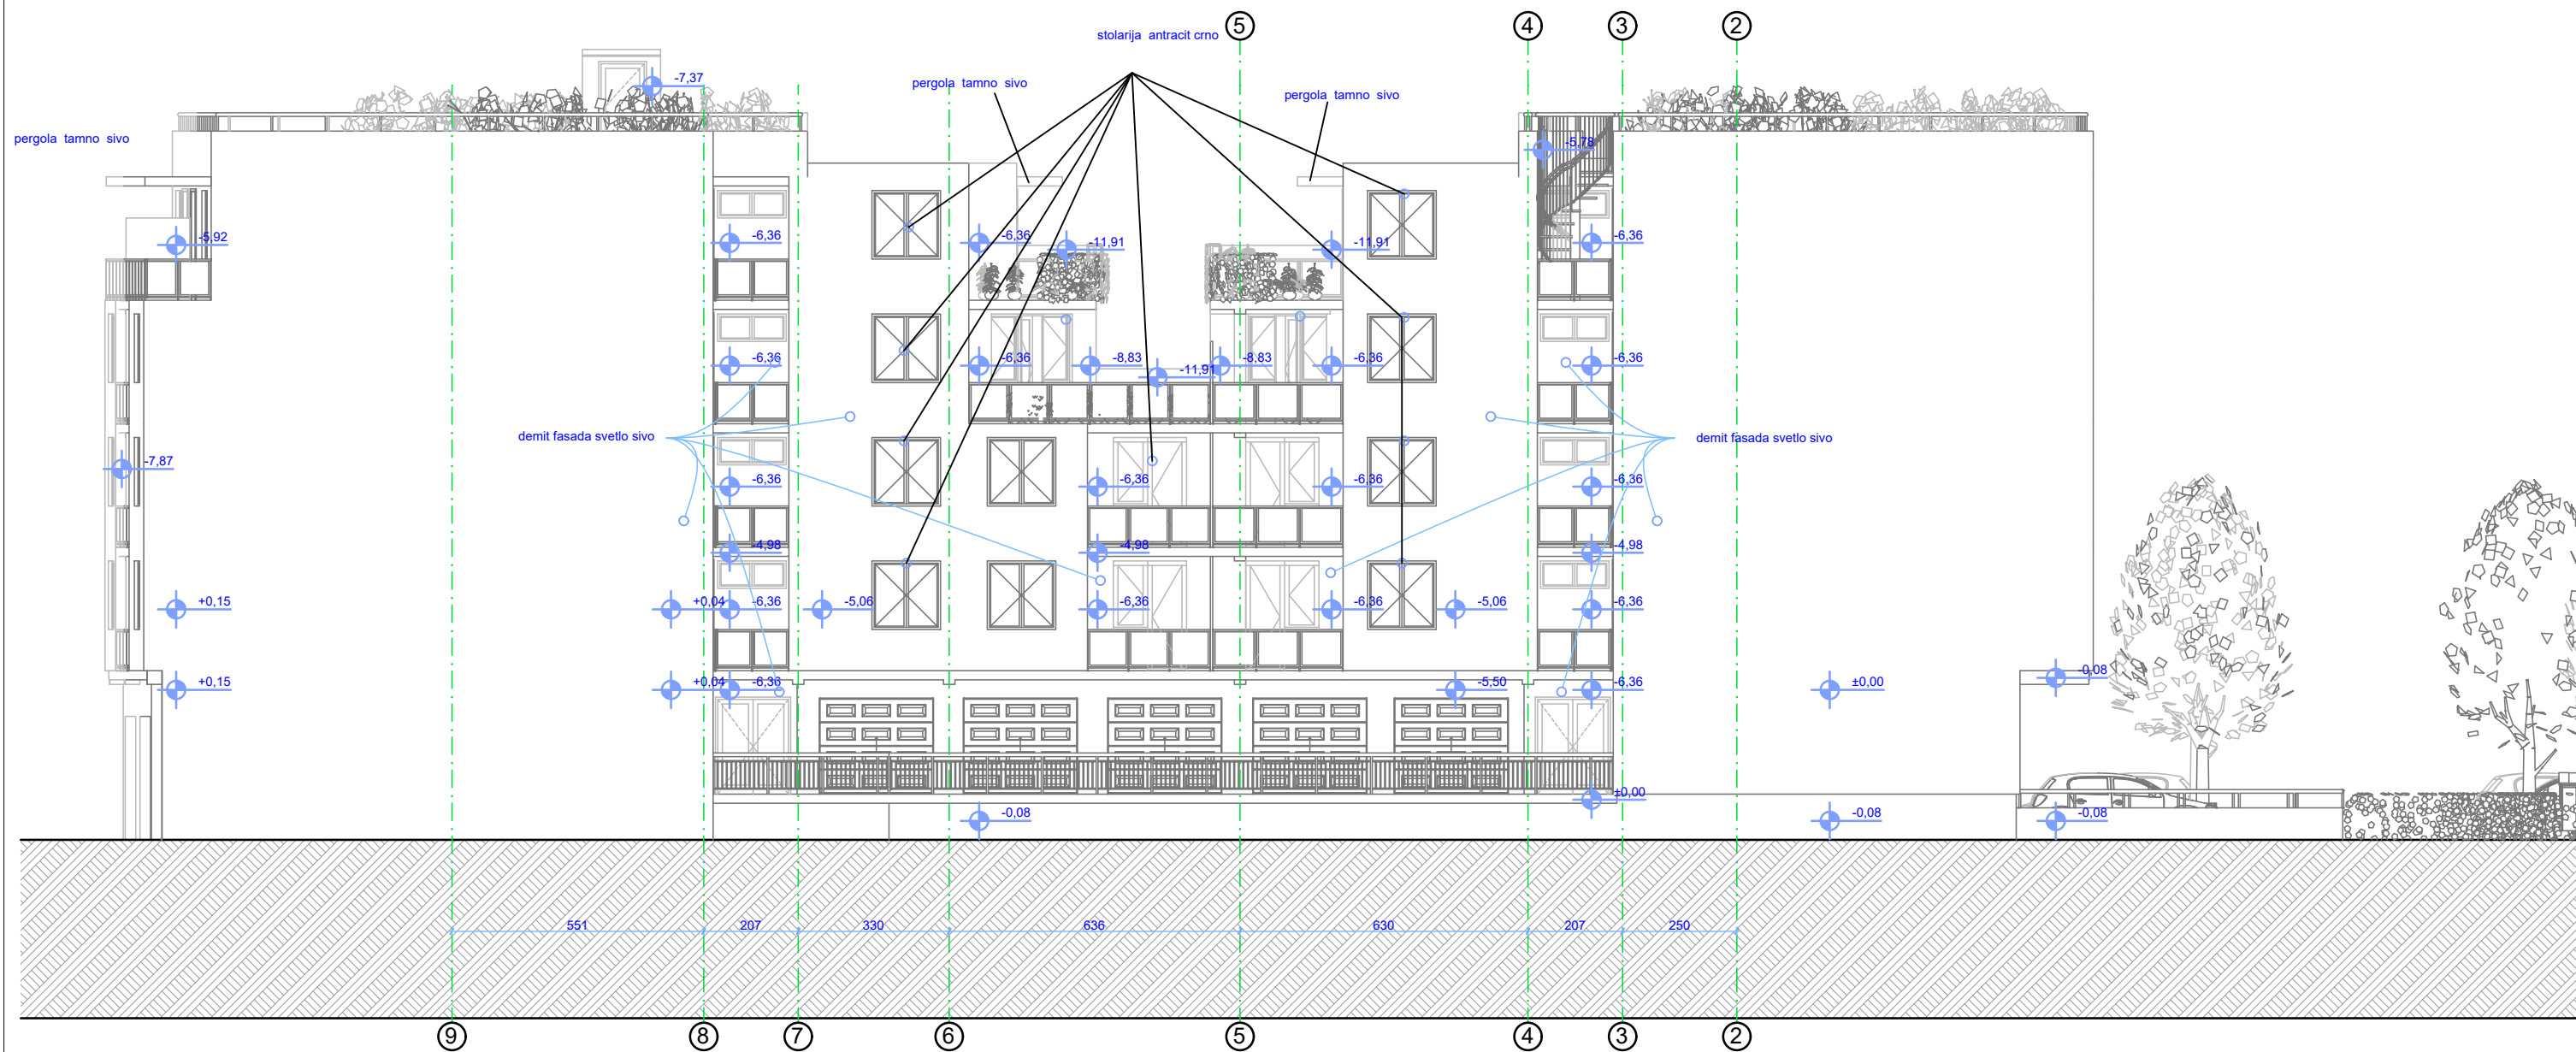 5 4 3 2
stolarija antracit crno
-7,37
pergola tamno sivo
pergola tamno sivo
pergola tamno sivo
-5,78
-5,92
-6,36 -6,36 -11,91 -11,91 -6,36
-6,36 -6,36 -8,83 -11,91 -8,83 -6,36 -6,36
demit fasada svetlo sivo demit fasada svetlo sivo
-7,87
-6,36 -6,36 -6,36 -6,36
-4,98 -4,98 -4,98
+0,15 +0,04 -6,36 -5,06 -6,36 -6,36 -5,06 -6,36
-0,08
+0,15 +0,04 -6,36 -5,50 -6,36 ±0,00
±0,00
-0,08 -0,08 -0,08
551 207 330 636 630 207 250
9 8 7 6 5 4 3 2